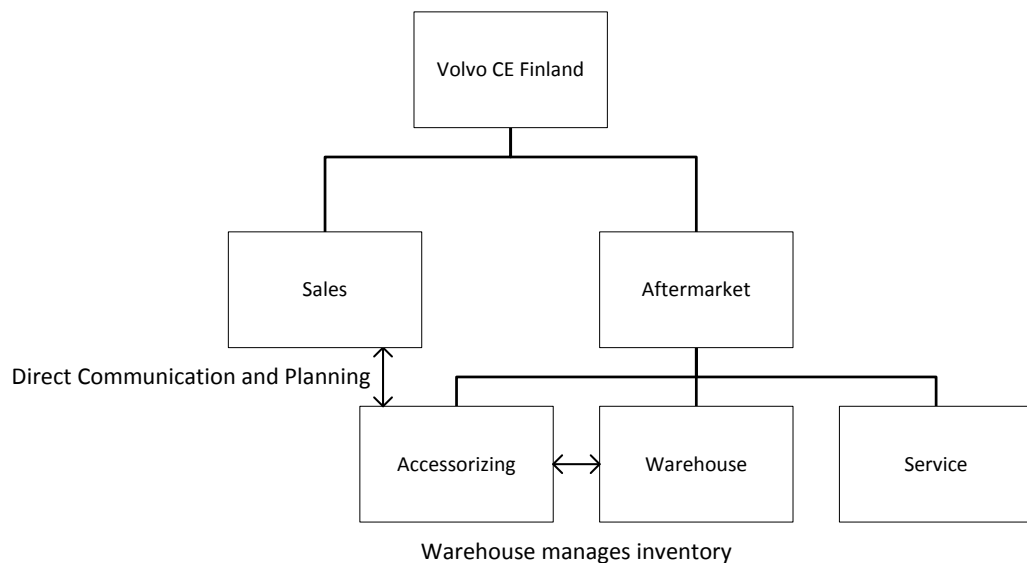 Volvo CE Finland
Sales
Aftermarket
Direct Communication and Planning
Accessorizing
Warehouse
Service
Warehouse manages inventory